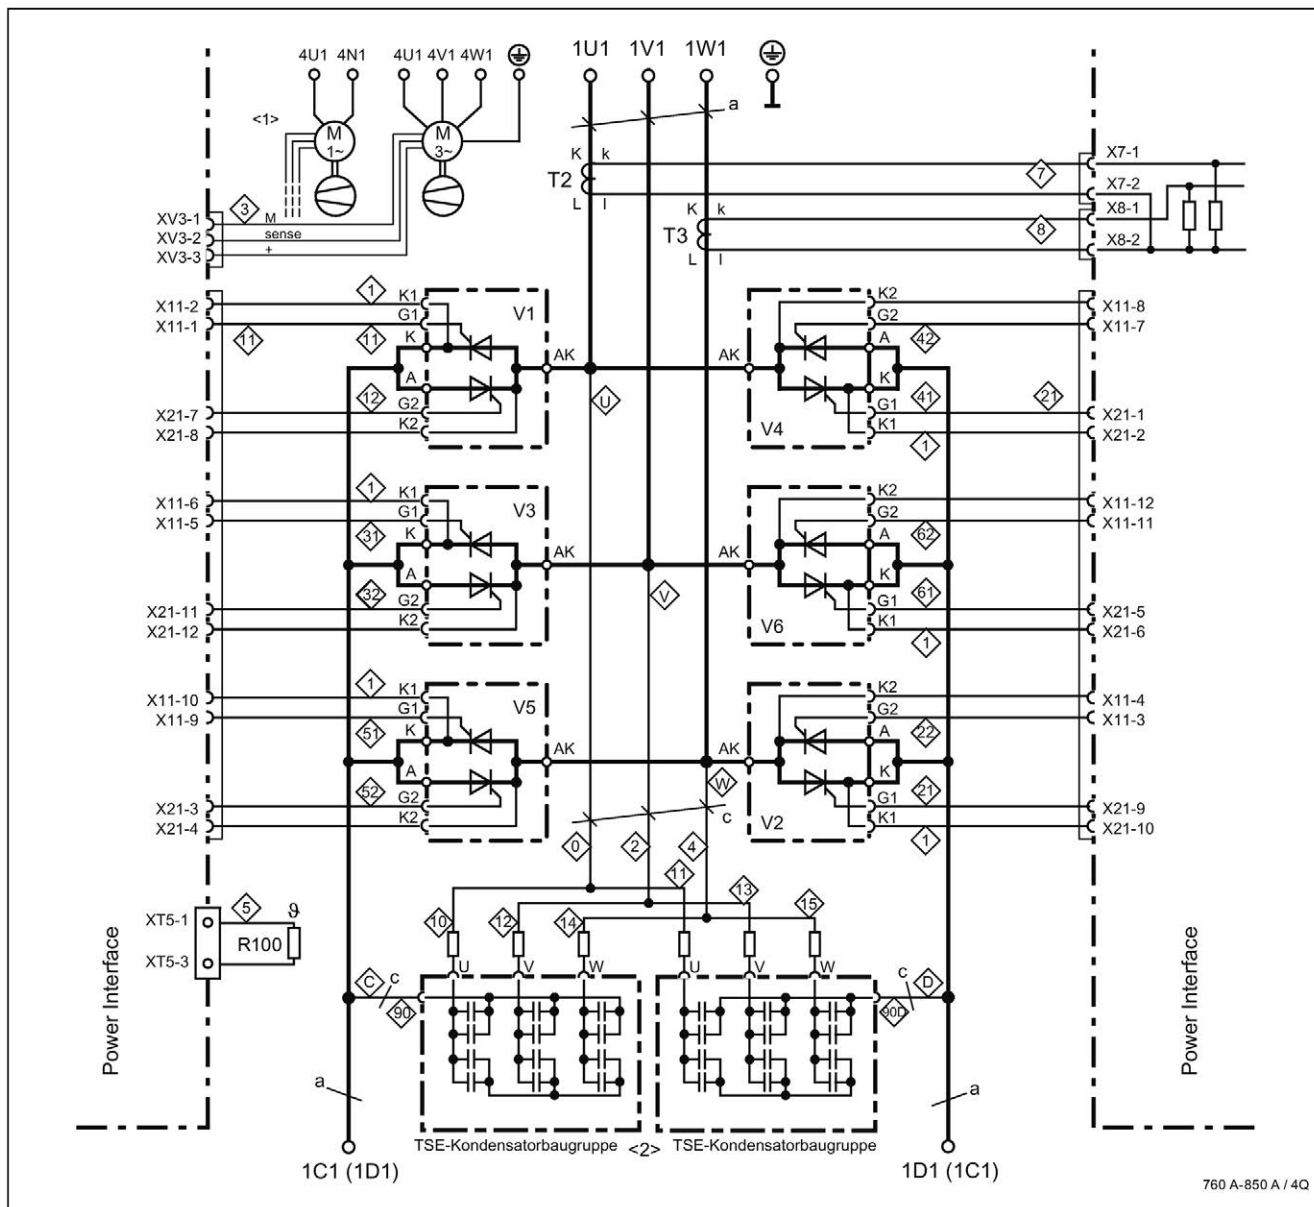 4U1 4N1 4U1 4V1 4W1 1U1 1V1 1W1
<1>
M
1~
M
3~
a
K k
T2
L l
K k
T3
L l
7
8
X7-1
X7-2
X8-1
X8-2
3
XV3-1 M
XV3-2 sense
XV3-3 +
X11-2 1 K1
X11-1 11 11 G1
K
A
X21-7 12 G2
X21-8 K2
V1
AK
U
AK
V4
K2 X11-8
G2 42 X11-7
A
K
G1 41 21 X21-1
K1 1 X21-2
X11-6 1 K1
X11-5 31 G1
K
A
X21-11 32 G2
X21-12 K2
V3
AK
V
AK
V6
K2 X11-12
G2 62 X11-11
A
K
G1 61 X21-5
K1 1 X21-6
X11-10 1 K1
X11-9 51 G1
K
A
X21-3 52 G2
X21-4 K2
V5
AK
W
AK
V2
K2 X11-4
G2 22 X11-3
A
K
G1 21 X21-9
K1 1 X21-10
c
0 2 4
11 13 15
10 12 14
XT5-1 5 ϑ
R100
XT5-3
U V W U V W
C c 90
90D c D
Power Interface
Power Interface
a
a
TSE-Kondensatorbaugruppe <2> TSE-Kondensatorbaugruppe
1C1 (1D1)
1D1 (1C1)
760 A-850 A / 4Q